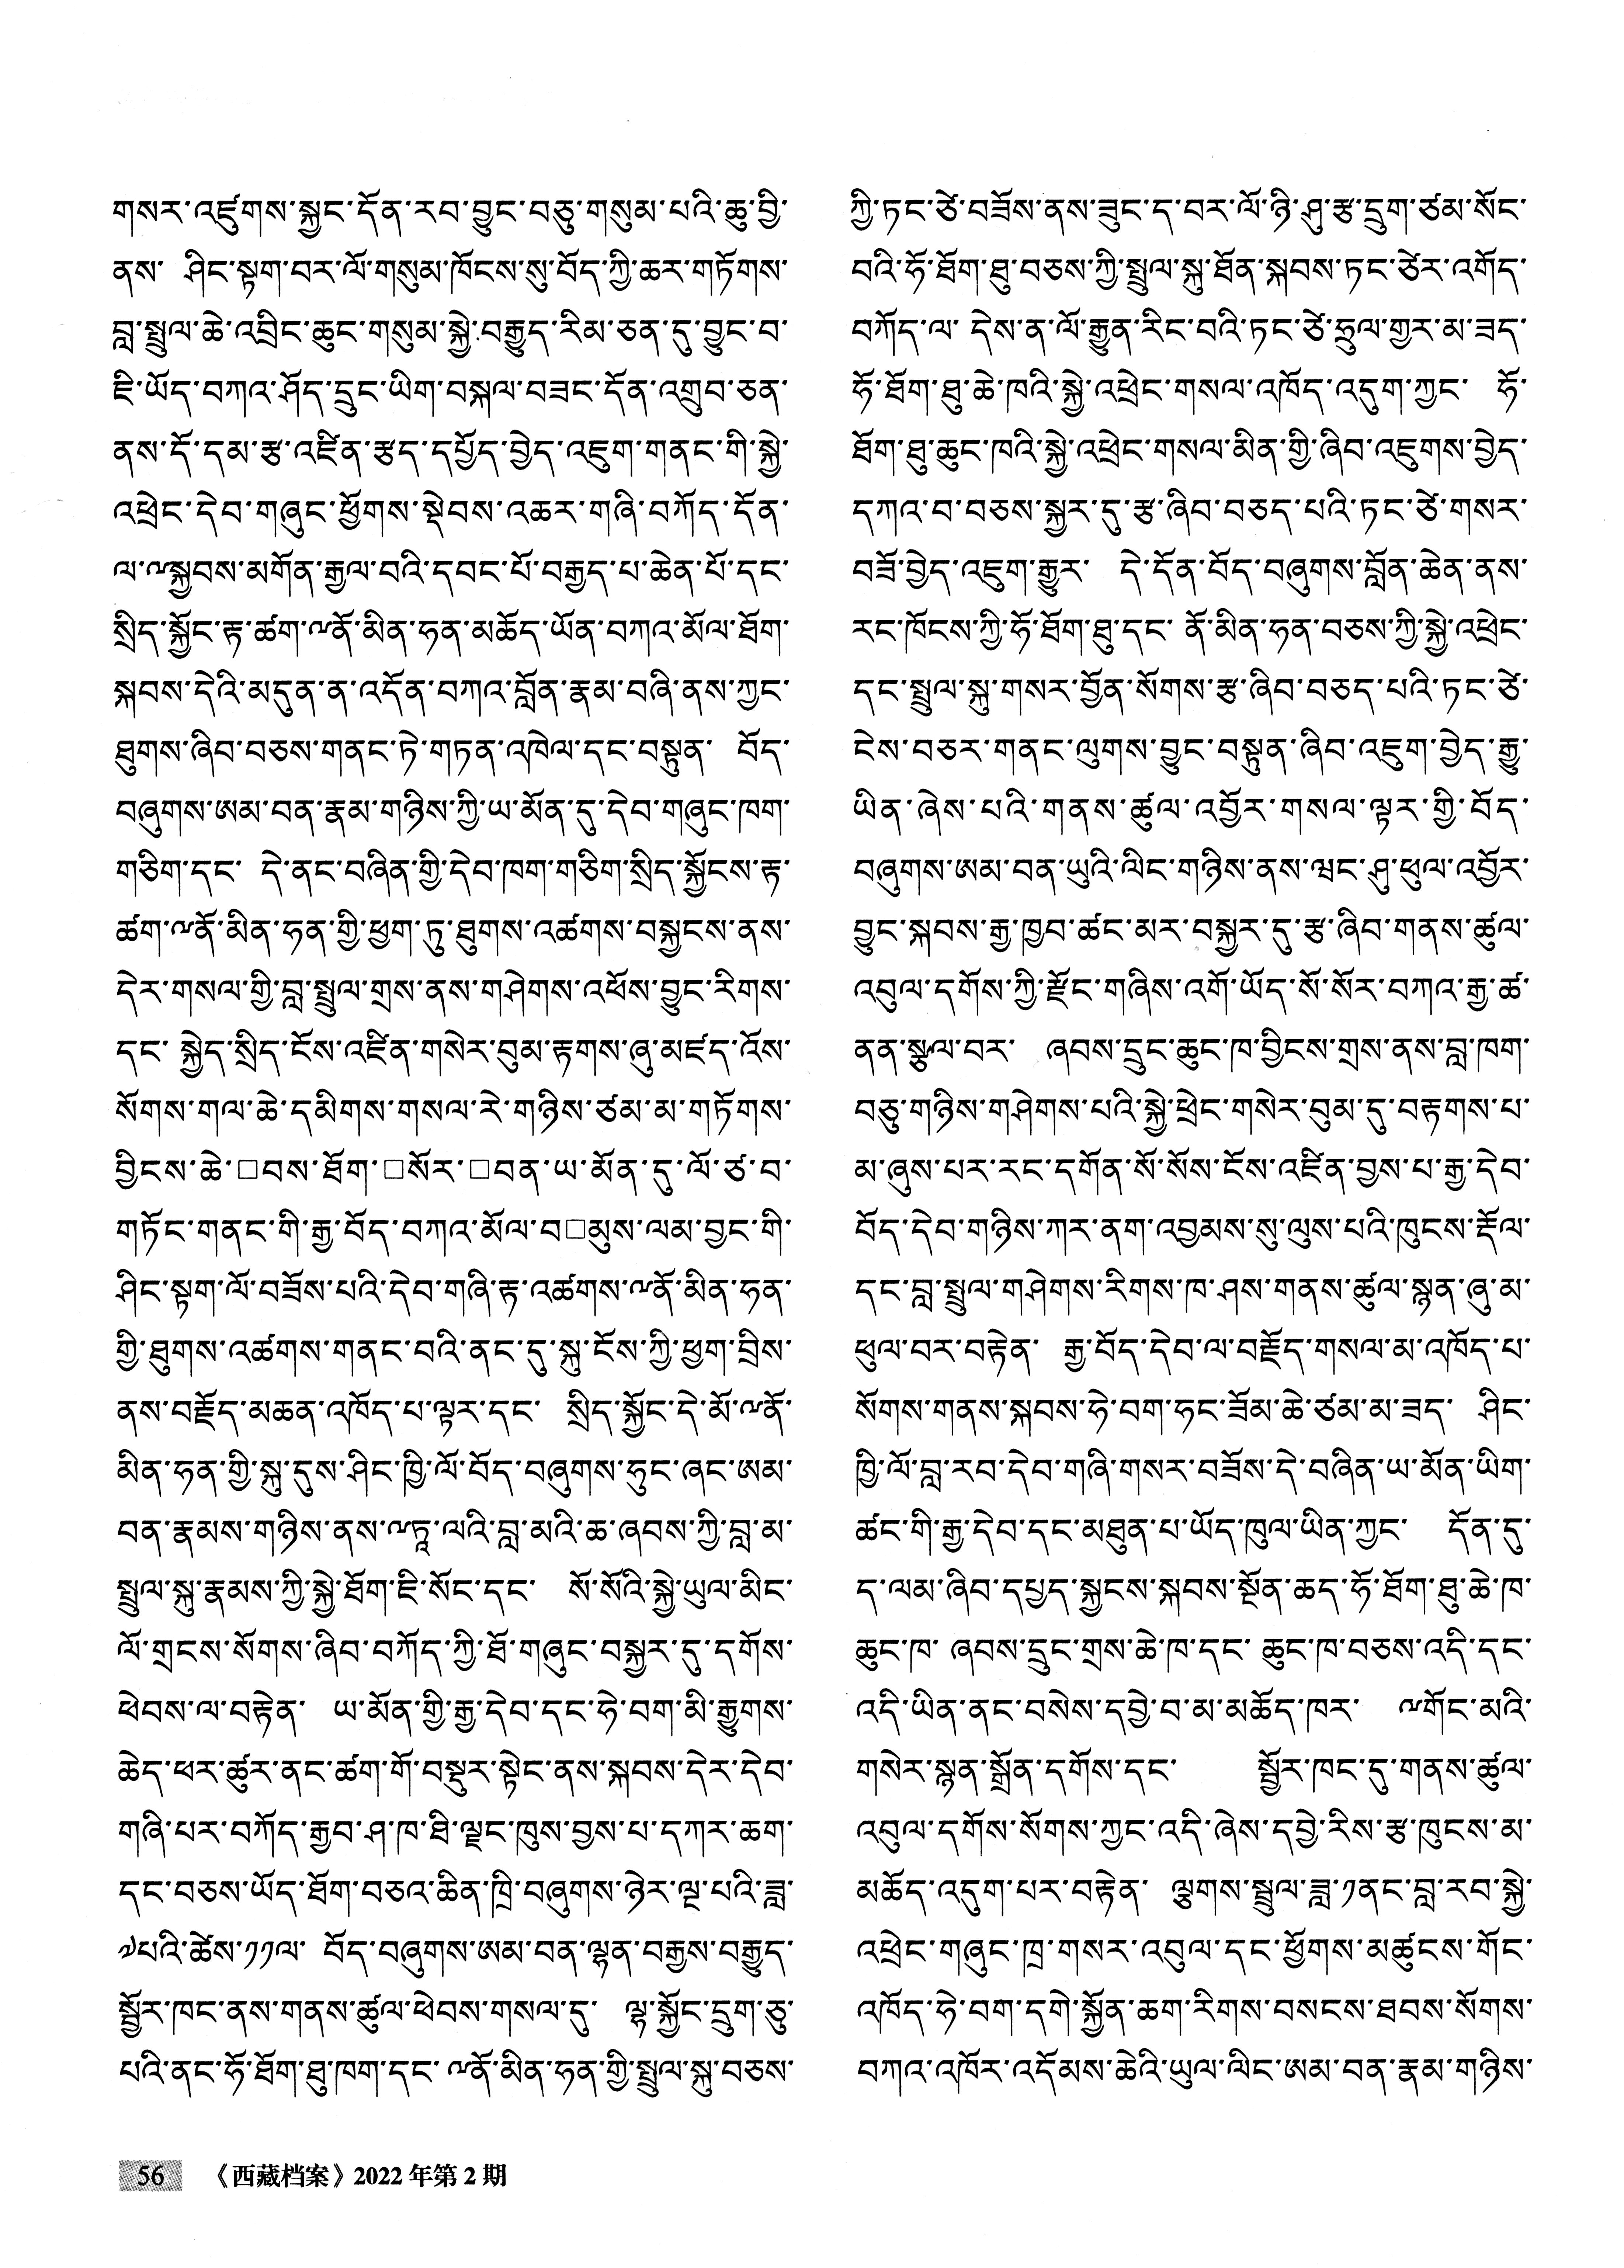 གསར་འཛུགས་སྐྱང་དོན་རབ་བྱུང་བཅུ་གསུམ་པའི་ཆུ་བྱི་
ནས་ ཤིང་སྟག་བར་ལོ་གསུམ་ཁོངས་སུ་བོད་ཀྱི་ཆར་གཏོགས་
བླ་སྤྲུལ་ཆེ་འབྲིང་ཆུང་གསུམ་སྐྱེ་བརྒྱུད་རིམ་ཅན་དུ་བྱུང་བ་
ཇི་ཡོད་བཀའ་ཤོད་དྲུང་ཡིག་བསྐལ་བཟང་དོན་འགྲུབ་ཅན་
ནས་དོ་དམ་རྩ་འཛིན་རྩད་དཔྱོད་བྱེད་འཇུག་གནང་གི་སྐྱེ་
འཕྲེང་དེབ་གཞུང་ཕྱོགས་སྡེབས་འཆར་གཞི་བཀོད་དོན་
ལ་༸སྐྱབས་མགོན་རྒྱལ་བའི་དབང་པོ་བརྒྱད་པ་ཆེན་པོ་དང་
སྲིད་སྐྱོང་རྟ་ཚག་༸ནོ་མིན་ཧན་མཆོད་ཡོན་བཀའ་མོལ་ཐོག་
སྐབས་དེའི་མདུན་ན་འདོན་བཀའ་བློན་རྣམ་བཞི་ནས་ཀྱང་
ཐུགས་ཞིབ་བཅས་གནང་ཏེ་གཏན་འཁེལ་དང་བསྟུན་ བོད་
བཞུགས་ཨམ་བན་རྣམ་གཉིས་ཀྱི་ཡ་མོན་དུ་དེབ་གཞུང་ཁག་
གཅིག་དང་ དེ་ནང་བཞིན་གྱི་དེབ་ཁག་གཅིག་སྲིད་སྐྱོངས་རྟ་
ཚག་༸ནོ་མིན་ཧན་གྱི་ཕྱག་ཏུ་ཐུགས་འཚགས་བསྐྱངས་ནས་
དེར་གསལ་གྱི་བླ་སྤྲུལ་གྲས་ནས་གཤེགས་འཕོས་བྱུང་རིགས་
དང་ སྐྱེད་སྲིད་ངོས་འཛིན་གསེར་བུམ་རྟགས་ཞུ་མཛད་འོས་
སོགས་གལ་ཆེ་དམིགས་གསལ་རེ་གཉིས་ཙམ་མ་གཏོགས་
བྱིངས་ཆེ་□བས་ཐོག་□སོར་□བན་ཡ་མོན་དུ་ལོ་ཙ་བ་
གཏོང་གནང་གི་རྒྱ་བོད་བཀའ་མོལ་བ□མུས་ལམ་བྱང་གི་
ཤིང་སྟག་ལོ་བཟོས་པའི་དེབ་གཞི་རྟ་འཚགས་༸ནོ་མིན་ཧན་
གྱི་ཐུགས་འཚགས་གནང་བའི་ནང་དུ་སྐུ་ངོས་ཀྱི་ཕྱག་བྲིས་
ནས་བརྗོད་མཆན་འཁོད་པ་ལྟར་དང་ སྲིད་སྐྱོང་དེ་མོ་༸ནོ་
མིན་ཧན་གྱི་སྐུ་དུས་ཤིང་ཁྱི་ལོ་བོད་བཞུགས་ཧུང་ཞང་ཨམ་
བན་རྣམས་གཉིས་ནས་༸ཏཱ་ལའི་བླ་མའི་ཆ་ཞབས་ཀྱི་བླ་མ་
སྤྲུལ་སྐུ་རྣམས་ཀྱི་སྐྱེ་ཐོག་ཇི་སོང་དང་ སོ་སོའི་སྐྱེ་ཡུལ་མིང་
ལོ་གྲངས་སོགས་ཞིབ་བཀོད་ཀྱི་ཐོ་གཞུང་བསྐྱར་དུ་དགོས་
ཕེབས་ལ་བརྟེན་ ཡ་མོན་གྱི་རྒྱ་དེབ་དང་ཧེ་བག་མི་རྒྱུགས་
ཆེད་ཕར་ཚུར་ནང་ཚག་གོ་བསྡུར་སྟེང་ནས་སྐབས་དེར་དེབ་
གཞི་པར་བཀོད་རྒྱབ་ཤ་ཁ་ཐི་ལྗང་ཁུས་བྱས་པ་དཀར་ཆག་
དང་བཅས་ཡོད་ཐོག་བཅའ་ཆིན་ཁྲི་བཞུགས་ཉེར་ལྔ་པའི་ཟླ་
༧པའི་ཚེས་༡༡ལ་ བོད་བཞུགས་ཨམ་བན་ལྷན་བརྒྱས་བརྒྱུད་
སྦྱོར་ཁང་ནས་གནས་ཚུལ་ཕེབས་གསལ་དུ་ ལྷ་སྐྱོང་དྲུག་ཅུ་
པའི་ནང་ཧོ་ཐོག་ཐུ་ཁག་དང་༸ནོ་མིན་ཧན་གྱི་སྤྲུལ་སྐུ་བཅས་
ཀྱི་ཏང་ཙེ་བཟོས་ནས་ཟུང་ད་བར་ལོ་ཉི་ཤུ་རྩ་དྲུག་ཙམ་སོང་
བའི་ཧོ་ཐོག་ཐུ་བཅས་ཀྱི་སྤྲུལ་སྐུ་ཐོན་སྐབས་ཏང་ཙེར་འགོད་
བཀོད་ལ་ དེས་ན་ལོ་རྒྱུན་རིང་བའི་ཏང་ཙེ་ཧྲུལ་གྱར་མ་ཟད་
ཧོ་ཐོག་ཐུ་ཆེ་ཁའི་སྐྱེ་འཕྲེང་གསལ་འཁོད་འདུག་ཀྱང་ ཧོ་
ཐོག་ཐུ་ཆུང་ཁའི་སྐྱེ་འཕྲེང་གསལ་མིན་གྱི་ཞིབ་འཇུགས་བྱེད་
དཀའ་བ་བཅས་སྐྱར་དུ་རྩ་ཞིབ་བཅད་པའི་ཏང་ཙེ་གསར་
བཟོ་བྱེད་འཇུག་རྒྱུར་ དེ་དོན་བོད་བཞུགས་བློན་ཆེན་ནས་
རང་ཁོངས་ཀྱི་ཧོ་ཐོག་ཐུ་དང་ ནོ་མིན་ཧན་བཅས་ཀྱི་སྐྱེ་འཕྲེང་
དང་སྤྲུལ་སྐུ་གསར་བྱོན་སོགས་རྩ་ཞིབ་བཅད་པའི་ཏང་ཙེ་
ངེས་བཅར་གནང་ལུགས་བྱུང་བསྟུན་ཞིབ་འཇུག་བྱེད་རྒྱུ་
ཡིན་ཞེས་པའི་གནས་ཚུལ་འབྱོར་གསལ་ལྟར་གྱི་བོད་
བཞུགས་ཨམ་བན་ཡུའི་ལིང་གཉིས་ནས་ཝང་ཤུ་ཕུལ་འབྱོར་
བྱུང་སྐབས་རྒྱ་ཁྱབ་ཚང་མར་བསྐྱར་དུ་རྩ་ཞིབ་གནས་ཚུལ་
འབུལ་དགོས་ཀྱི་རྫོང་གཞིས་འགོ་ཡོད་སོ་སོར་བཀའ་རྒྱ་ཚ་
ནན་སྩལ་བར་ ཞབས་དྲུང་ཆུང་ཁ་བྱིངས་གྲས་ནས་བླ་ཁག་
བཅུ་གཉིས་གཤེགས་པའི་སྐྱེ་ཕྲེང་གསེར་བུམ་དུ་བརྟགས་པ་
མ་ཞུས་པར་རང་དགོན་སོ་སོས་ངོས་འཛིན་བྱས་པ་རྒྱ་དེབ་
བོད་དེབ་གཉིས་ཀར་ནག་འབྱམས་སུ་ལུས་པའི་ཁུངས་རྡོལ་
དང་བླ་སྤྲུལ་གཤེགས་རིགས་ཁ་ཤས་གནས་ཚུལ་སྙན་ཞུ་མ་
ཕུལ་བར་བརྟེན་ རྒྱ་བོད་དེབ་ལ་བརྗོད་གསལ་མ་འཁོད་པ་
སོགས་གནས་སྐབས་ཧེ་བག་ཧང་ཟོམ་ཆེ་ཙམ་མ་ཟད་ ཤིང་
ཁྱི་ལོ་བླ་རབ་དེབ་གཞི་གསར་བཟོས་དེ་བཞིན་ཡ་མོན་ཡིག་
ཚང་གི་རྒྱ་དེབ་དང་མཐུན་པ་ཡོད་ཁུལ་ཡིན་ཀྱང་ དོན་དུ་
ད་ལམ་ཞིབ་དཔྱད་སྐྱངས་སྐབས་སྔོན་ཆད་ཧོ་ཐོག་ཐུ་ཆེ་ཁ་
ཆུང་ཁ་ ཞབས་དྲུང་གྲས་ཆེ་ཁ་དང་ ཆུང་ཁ་བཅས་འདི་དང་
འདི་ཡིན་ནང་བསེས་དབྱེ་བ་མ་མཆོད་ཁར་ ༸གོང་མའི་
གསེར་སྙན་སྒྲོན་དགོས་དང་ སྦྱོར་ཁང་དུ་གནས་ཚུལ་
འབུལ་དགོས་སོགས་ཀྱང་འདི་ཞེས་དབྱེ་རིས་རྩ་ཁུངས་མ་
མཆོད་འདུག་པར་བརྟེན་ ལྕགས་སྦྲུལ་ཟླ་༡ནང་བླ་རབ་སྐྱེ་
འཕྲེང་གཞུང་ཁྲ་གསར་འབུལ་དང་ཕྱོགས་མཚུངས་གོང་
འཁོད་ཧེ་བག་དགེ་སྐྱོན་ཆག་རིགས་བསངས་ཐབས་སོགས་
བཀའ་འཁོར་འདོམས་ཆེའི་ཡུལ་ལིང་ཨམ་བན་རྣམ་གཉིས་
56 《西藏档案》2022 年第 2 期